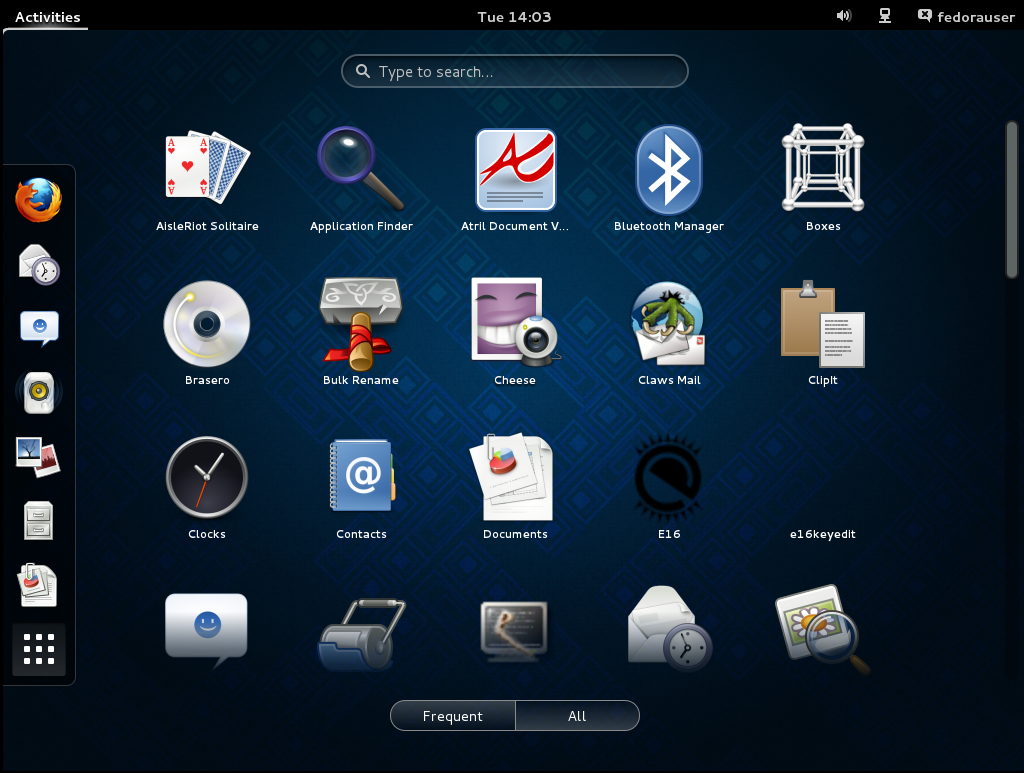 Activities
Tue 14:03
fedorauser
Type to search...
AisleRiot Solitaire
Application Finder
Atril Document V...
Bluetooth Manager
Boxes
Brasero
Bulk Rename
Cheese
Claws Mail
ClipIt
Clocks
Contacts
Documents
E16
e16keyedit
Frequent
All